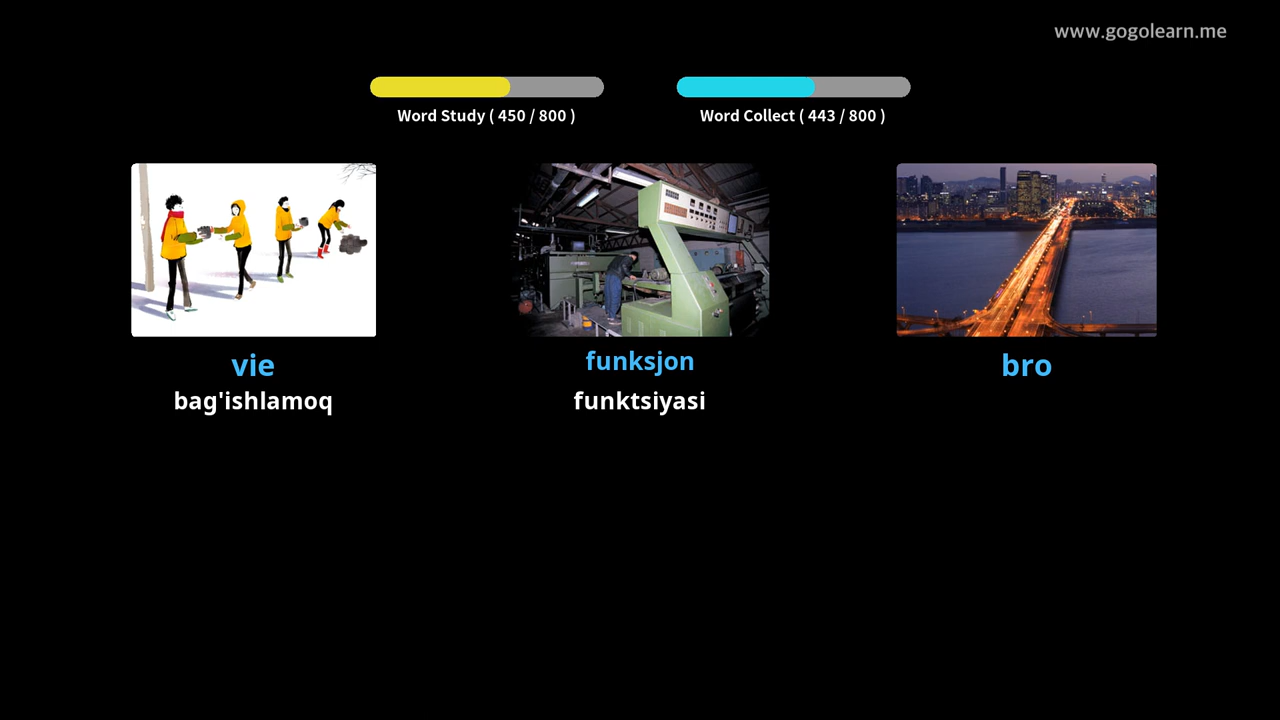 www.gogolearn.me
Word Study ( 450 / 800 )
Word Collect ( 443 / 800 )
vie
bag'ishlamoq
funksjon
funktsiyasi
bro